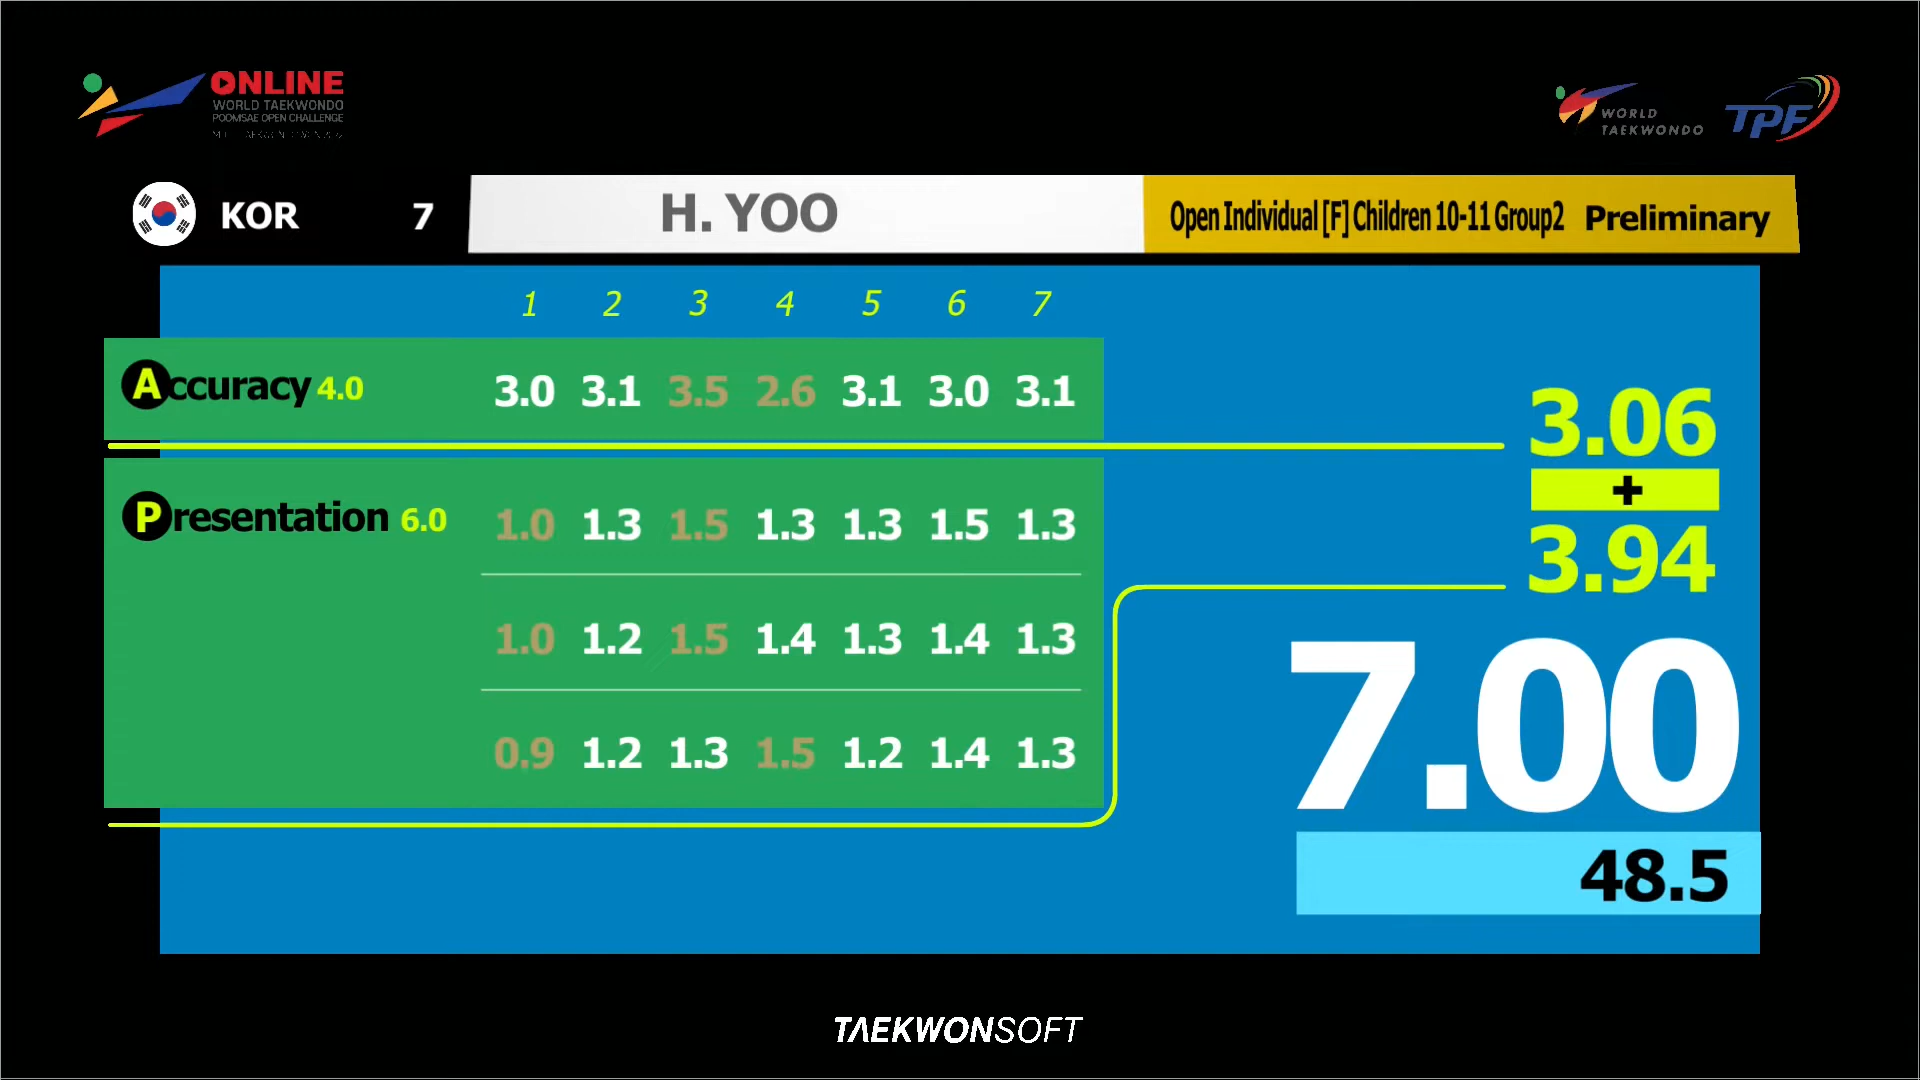 ONLINE
WORLD TAEKWONDO
POOMSAE OPEN CHALLENGE
WORLD
TAEKWONDO
TPF
KOR 7 H. YOO Open Individual [F] Children 10-11 Group2 Preliminary
1 2 3 4 5 6 7
Accuracy 4.0 3.0 3.1 3.5 2.6 3.1 3.0 3.1
3.06
+
3.94
Presentation 6.0 1.0 1.3 1.5 1.3 1.3 1.5 1.3
1.0 1.2 1.5 1.4 1.3 1.4 1.3
0.9 1.2 1.3 1.5 1.2 1.4 1.3
7.00
48.5
TAEKWONSOFT